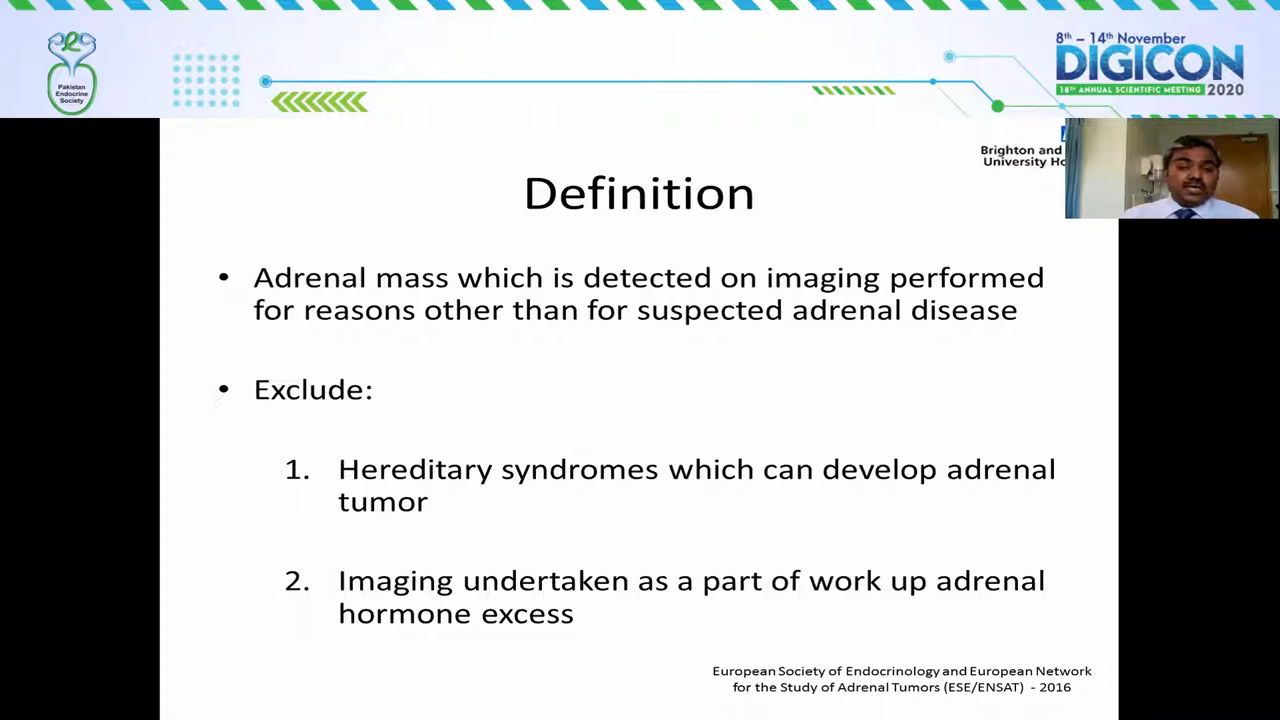 Pakistan
Endocrine
Society
8th – 14th November
DIGICON
18TH ANNUAL SCIENTIFIC MEETING 2020
Brighton and
University
Definition
• Adrenal mass which is detected on imaging performed
for reasons other than for suspected adrenal disease
• Exclude:
1. Hereditary syndromes which can develop adrenal
tumor
2. Imaging undertaken as a part of work up adrenal
hormone excess
European Society of Endocrinology and European Network
for the Study of Adrenal Tumors (ESE/ENSAT) - 2016